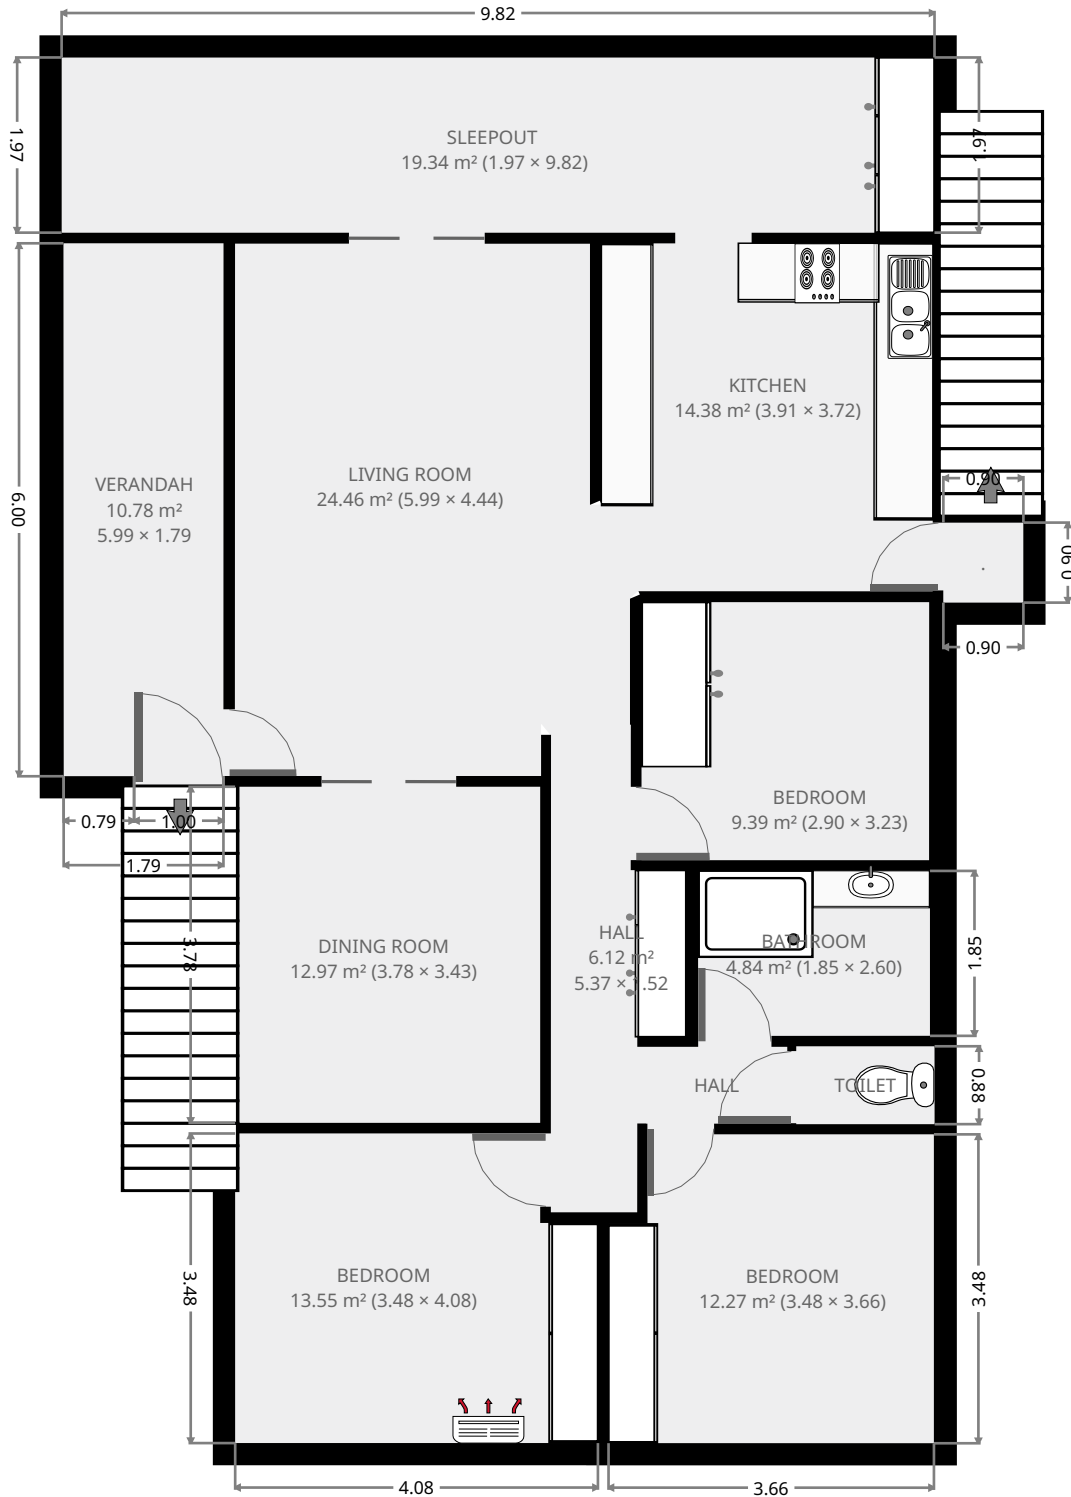 9.82
1.97
1.97
SLEEPOUT
19.34 m² (1.97 × 9.82)
6.00
KITCHEN
14.38 m² (3.91 × 3.72)
LIVING ROOM
24.46 m² (5.99 × 4.44)
VERANDAH
10.78 m²
5.99 × 1.79
0.90
0.90
0.90
BEDROOM
9.39 m² (2.90 × 3.23)
0.79
1.00
1.79
3.78
DINING ROOM
12.97 m² (3.78 × 3.43)
HALL
6.12 m²
5.37 × 1.52
BATHROOM
4.84 m² (1.85 × 2.60)
1.85
HALL
TOILET
0.88
BEDROOM
13.55 m² (3.48 × 4.08)
BEDROOM
12.27 m² (3.48 × 3.66)
3.48
3.48
4.08
3.66